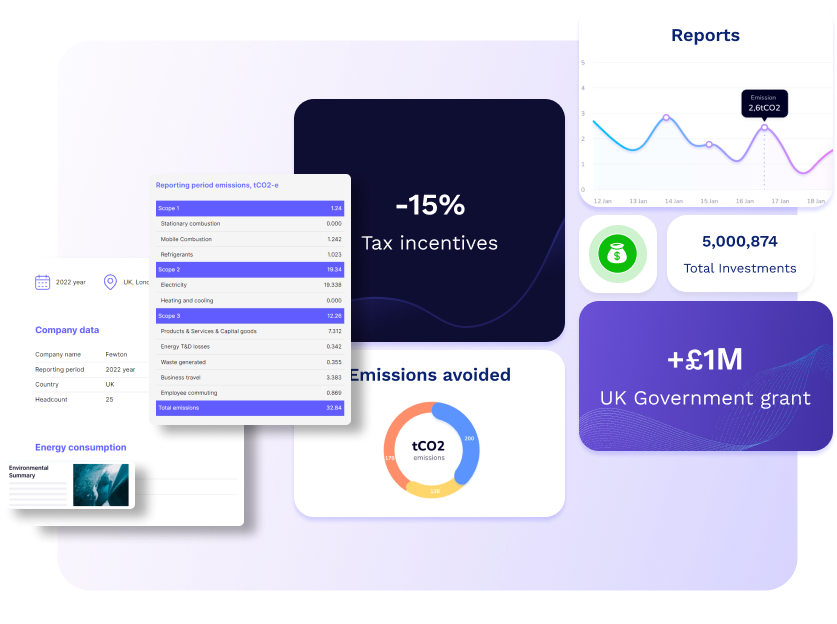 Reports
5
4
3
2
1
0
Emission
2,6tCO2
12 Jan 13 Jan 14 Jan 15 Jan 16 Jan 17 Jan 18 Jan
-15%
Tax incentives
5,000,874
Total Investments
+£1M
UK Government grant
Emissions avoided
tCO2
emissions
200
Reporting period emissions, tCO2-e
Scope 1 1.24
Stationary combustion 0.000
Mobile Combustion 1.242
Refrigerants 1.023
Scope 2 19.34
Electricity 19.338
Heating and cooling 0.000
Scope 3 12.36
Products & Services & Capital goods 7.312
Energy T&D losses 0.342
Waste generated 0.355
Business travel 3.383
Employee commuting 0.869
Total emissions 32.84
2022 year UK, Lon
Company data
Company name Fewton
Reporting period 2022 year
Country UK
Headcount 25
Energy consumption
Environmental
Summary